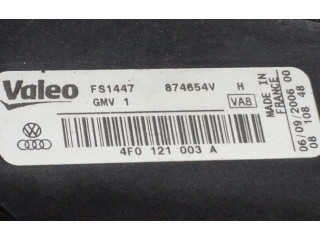 Valeo FS1447 874654V H
GMV 1 VA8
4F0 121 003 A
MADE IN
FRANCE 00
06/09/2006
08 108 48